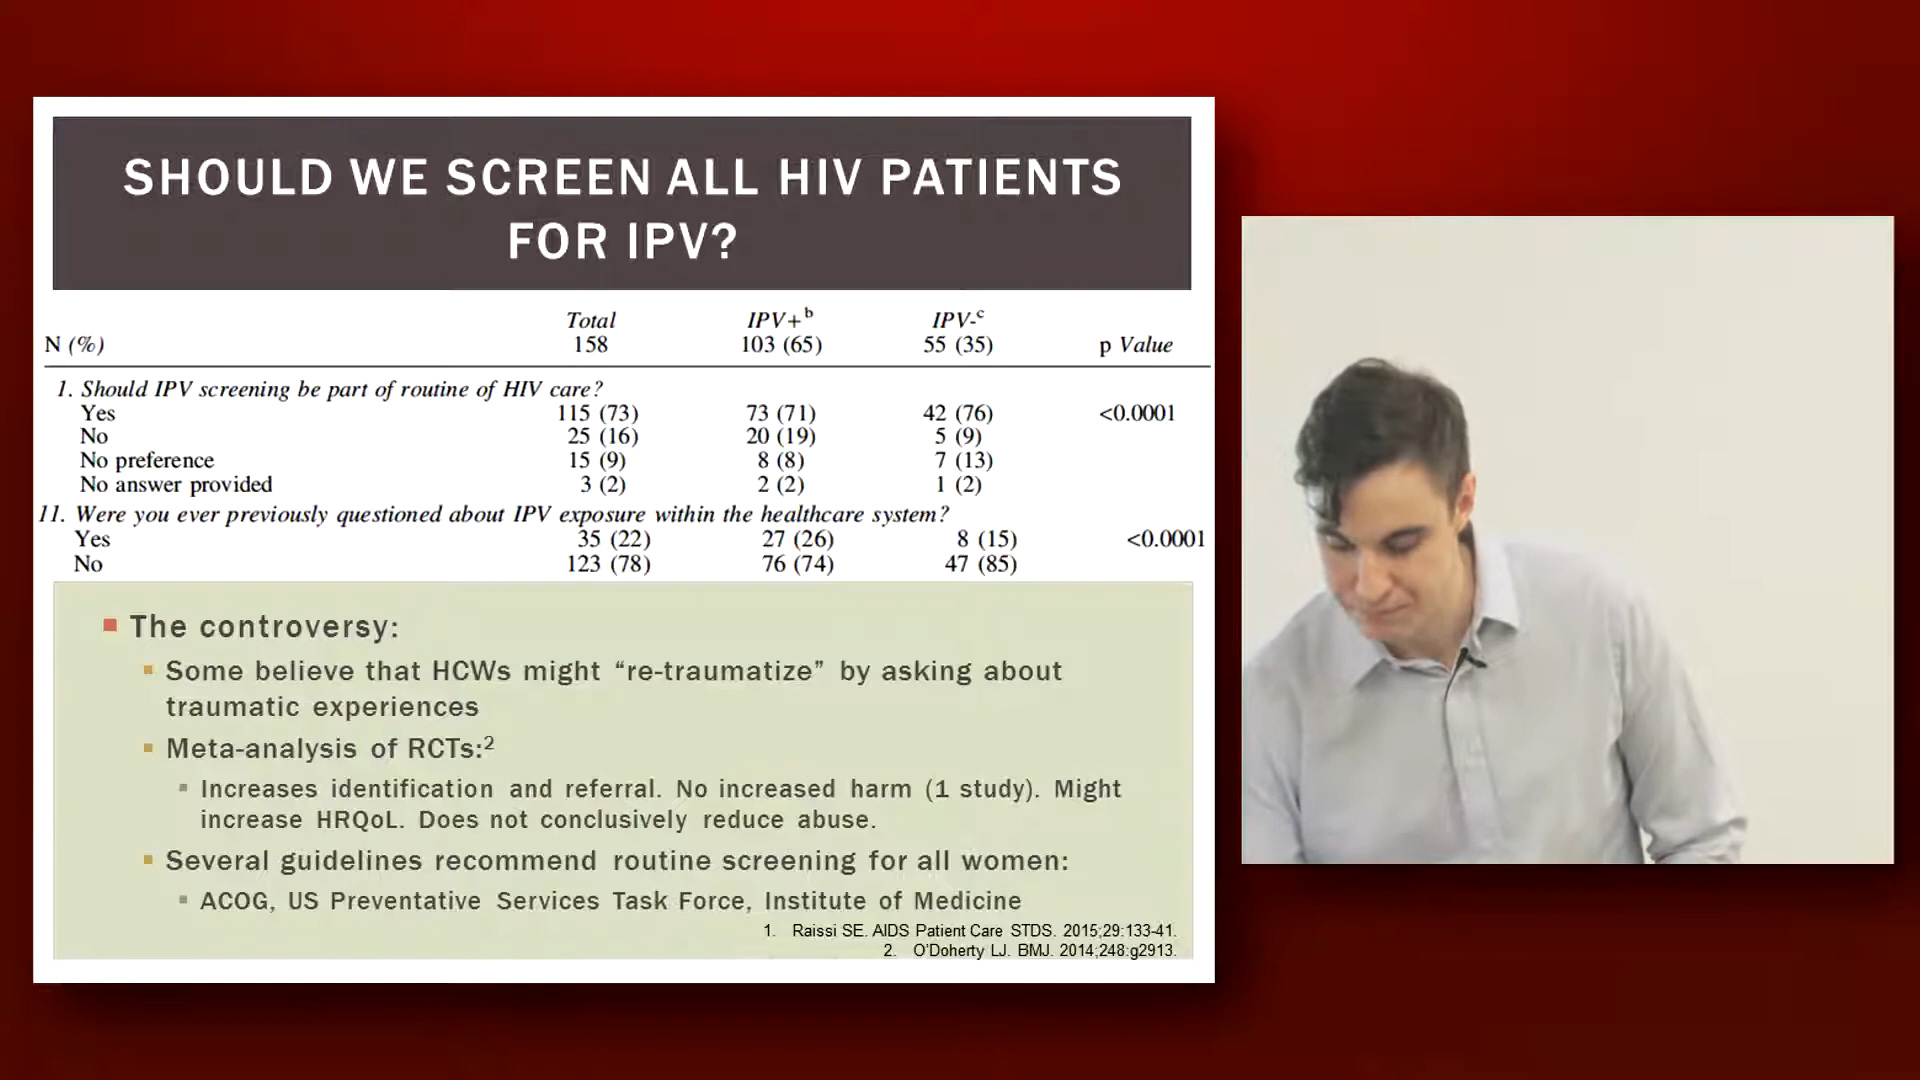 SHOULD WE SCREEN ALL HIV PATIENTS
FOR IPV?
Total IPV+b IPV-c
N (%) 158 103 (65) 55 (35) p Value
1. Should IPV screening be part of routine of HIV care?
Yes 115 (73) 73 (71) 42 (76) <0.0001
No 25 (16) 20 (19) 5 (9)
No preference 15 (9) 8 (8) 7 (13)
No answer provided 3 (2) 2 (2) 1 (2)
11. Were you ever previously questioned about IPV exposure within the healthcare system?
Yes 35 (22) 27 (26) 8 (15) <0.0001
No 123 (78) 76 (74) 47 (85)
The controversy:
Some believe that HCWs might “re-traumatize” by asking about
traumatic experiences
Meta-analysis of RCTs:2
Increases identification and referral. No increased harm (1 study). Might
increase HRQoL. Does not conclusively reduce abuse.
Several guidelines recommend routine screening for all women:
ACOG, US Preventative Services Task Force, Institute of Medicine
1. Raissi SE. AIDS Patient Care STDS. 2015;29:133-41.
2. O'Doherty LJ. BMJ. 2014;248:g2913.